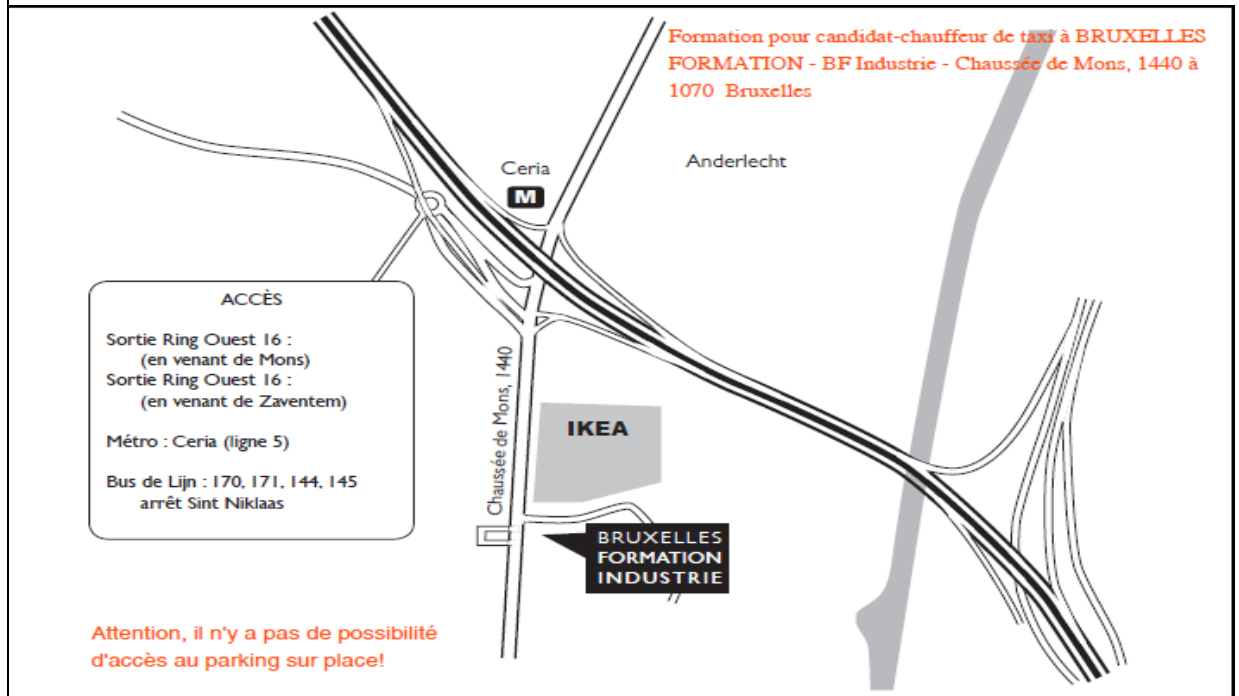 Formation pour candidat-chauffeur de taxi à BRUXELLES
FORMATION - BF Industrie - Chaussée de Mons, 1440 à
1070 Bruxelles
Ceria
M
Anderlecht
ACCÈS
Sortie Ring Ouest 16 :
(en venant de Mons)
Sortie Ring Ouest 16 :
(en venant de Zaventem)
Métro : Ceria (ligne 5)
Bus de Lijn : 170, 171, 144, 145
arrêt Sint Niklaas
Chaussée de Mons, 1440
IKEA
BRUXELLES
FORMATION
INDUSTRIE
Attention, il n'y a pas de possibilité
d'accès au parking sur place!